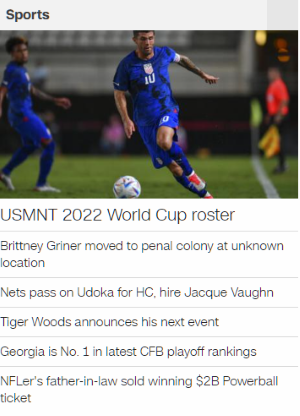 Sports
10
USMNT 2022 World Cup roster
Brittney Griner moved to penal colony at unknown
location
Nets pass on Udoka for HC, hire Jacque Vaughn
Tiger Woods announces his next event
Georgia is No. 1 in latest CFB playoff rankings
NFLer's father-in-law sold winning $2B Powerball
ticket